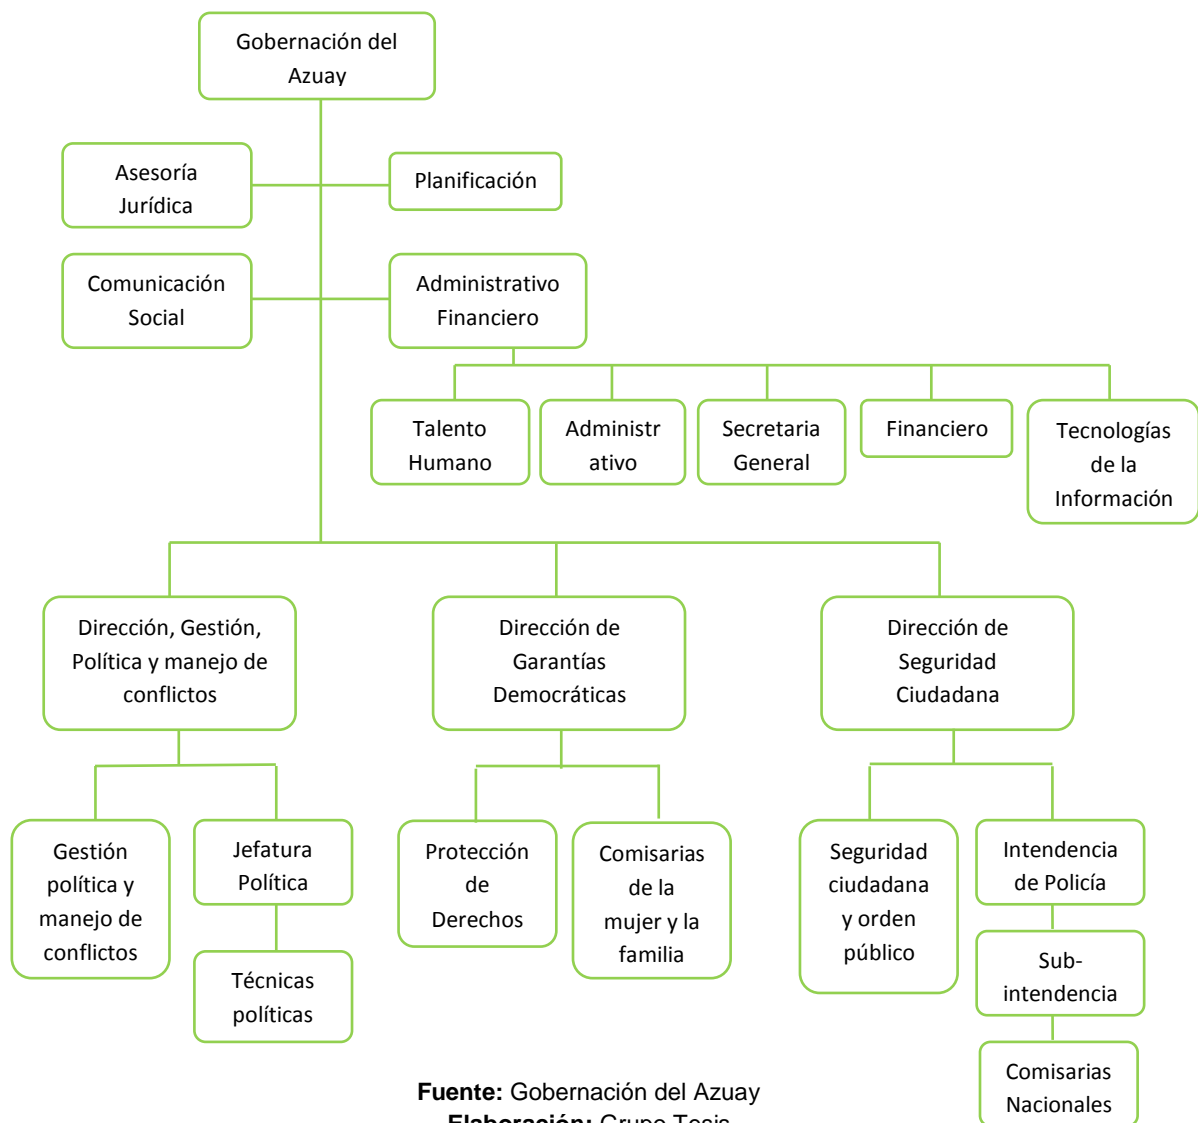 Gobernación del
Azuay
Asesoría
Jurídica
Planificación
Comunicación
Social
Administrativo
Financiero
Talento
Humano
Administr
ativo
Secretaria
General
Financiero
Tecnologías
de la
Información
Dirección, Gestión,
Política y manejo de
conflictos
Dirección de
Garantías
Democráticas
Dirección de
Seguridad
Ciudadana
Gestión
política y
manejo de
conflictos
Jefatura
Política
Técnicas
políticas
Protección
de
Derechos
Comisarias
de la
mujer y la
familia
Seguridad
ciudadana
y orden
público
Intendencia
de Policía
Sub-
intendencia
Comisarias
Nacionales
Fuente: Gobernación del Azuay
Elaboración: Grupo Tesis